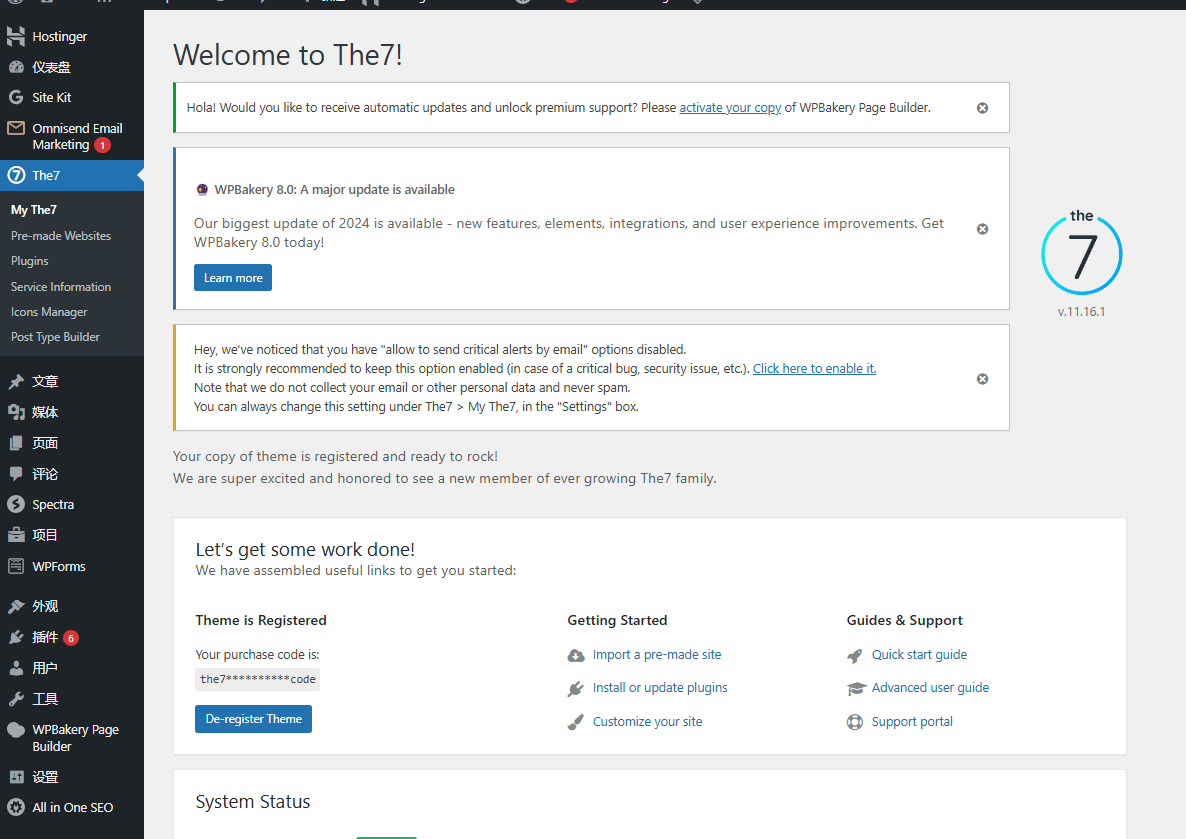 Hostinger
仪表盘
Site Kit
Omnisend Email
Marketing 1
The7
My The7
Pre-made Websites
Plugins
Service Information
Icons Manager
Post Type Builder
文章
媒体
页面
评论
Spectra
项目
WPForms
外观
插件 6
用户
工具
WPBakery Page
Builder
设置
All in One SEO
Welcome to The7!
Hola! Would you like to receive automatic updates and unlock premium support? Please activate your copy of WPBakery Page Builder.
WPBakery 8.0: A major update is available
Our biggest update of 2024 is available - new features, elements, integrations, and user experience improvements. Get
WPBakery 8.0 today!
Learn more
Hey, we've noticed that you have "allow to send critical alerts by email" options disabled.
It is strongly recommended to keep this option enabled (in case of a critical bug, security issue, etc.). Click here to enable it.
Note that we do not collect your email or other personal data and never spam.
You can always change this setting under The7 > My The7, in the "Settings" box.
the
7
v.11.16.1
Your copy of theme is registered and ready to rock!
We are super excited and honored to see a new member of ever growing The7 family.
Let’s get some work done!
We have assembled useful links to get you started:
Theme is Registered
Your purchase code is:
the7**********code
De-register Theme
Getting Started
Import a pre-made site
Install or update plugins
Customize your site
Guides & Support
Quick start guide
Advanced user guide
Support portal
System Status